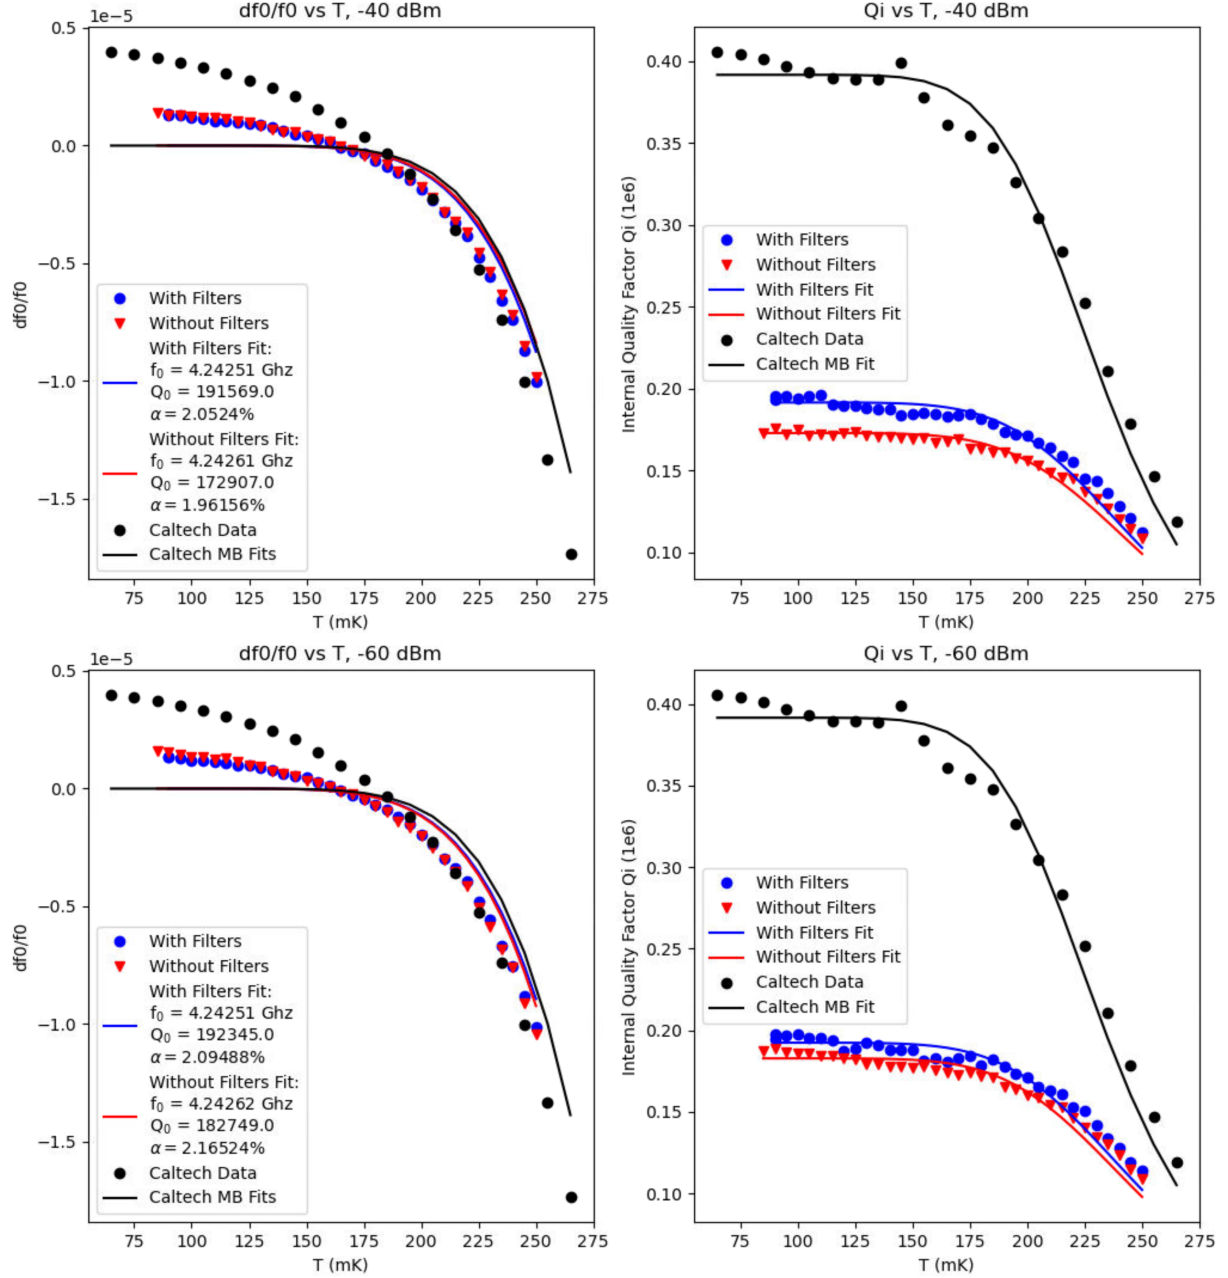 df0/f0 vs T, -40 dBm
1e−5
0.5
0.0
−0.5
−1.0
−1.5
df0/f0
With Filters
Without Filters
With Filters Fit:
f0 = 4.24251 Ghz
Q0 = 191569.0
α = 2.0524%
Without Filters Fit:
f0 = 4.24261 Ghz
Q0 = 172907.0
α = 1.96156%
Caltech Data
Caltech MB Fits
75 100 125 150 175 200 225 250 275
T (mK)
Qi vs T, -40 dBm
0.40
0.35
0.30
0.25
0.20
0.15
0.10
Internal Quality Factor Qi (1e6)
With Filters
Without Filters
With Filters Fit
Without Filters Fit
Caltech Data
Caltech MB Fit
75 100 125 150 175 200 225 250 275
T (mK)
df0/f0 vs T, -60 dBm
1e−5
0.5
0.0
−0.5
−1.0
−1.5
df0/f0
With Filters
Without Filters
With Filters Fit:
f0 = 4.24251 Ghz
Q0 = 192345.0
α = 2.09488%
Without Filters Fit:
f0 = 4.24262 Ghz
Q0 = 182749.0
α = 2.16524%
Caltech Data
Caltech MB Fits
75 100 125 150 175 200 225 250 275
T (mK)
Qi vs T, -60 dBm
0.40
0.35
0.30
0.25
0.20
0.15
0.10
Internal Quality Factor Qi (1e6)
With Filters
Without Filters
With Filters Fit
Without Filters Fit
Caltech Data
Caltech MB Fit
75 100 125 150 175 200 225 250 275
T (mK)